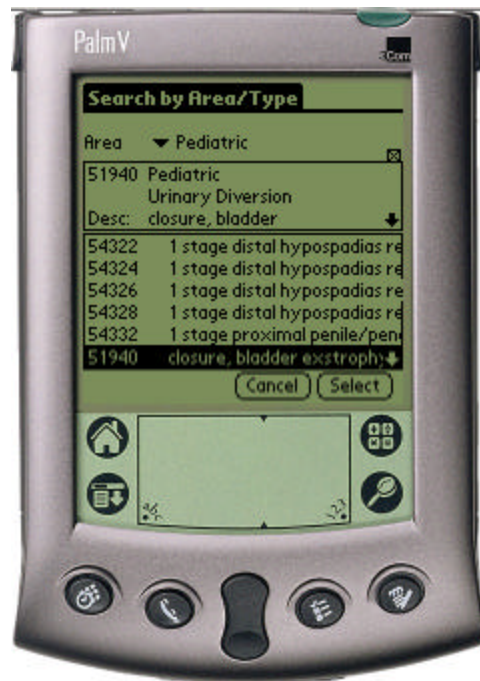 Palm V
3Com
Search by Area/Type
Area Pediatric
51940 Pediatric
Urinary Diversion
Desc: closure, bladder
54322 1 stage distal hypospadias re
54324 1 stage distal hypospadias re
54326 1 stage distal hypospadias re
54328 1 stage distal hypospadias re
54332 1 stage proximal penile/pen
51940 closure, bladder exstrophy
Cancel Select